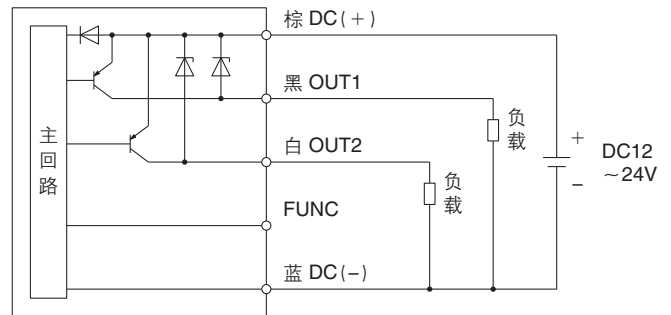 棕 DC(+)
黑 OUT1
白 OUT2
FUNC
蓝 DC(−)
主回路
负载
负载
+
−
DC12
～24V